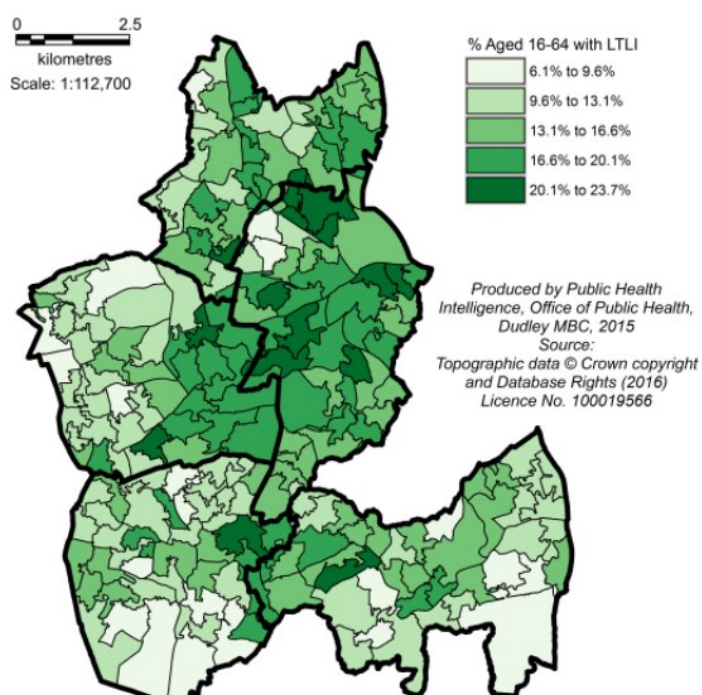 0 2.5
kilometres
Scale: 1:112,700
% Aged 16-64 with LTLI
6.1% to 9.6%
9.6% to 13.1%
13.1% to 16.6%
16.6% to 20.1%
20.1% to 23.7%
Produced by Public Health
Intelligence, Office of Public Health,
Dudley MBC, 2015
Source:
Topographic data © Crown copyright
and Database Rights (2016)
Licence No. 100019566